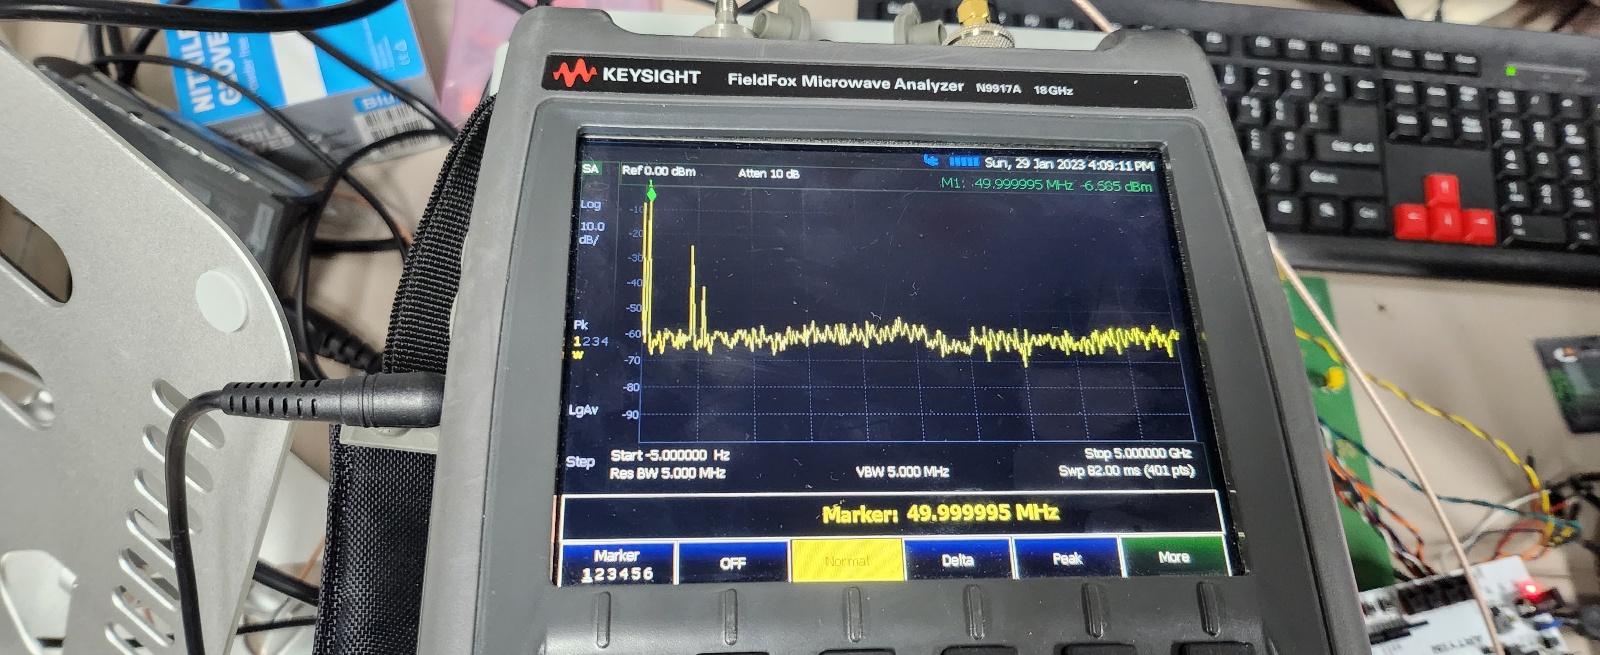 NITRILE
GLOVE
Blu
KEYSIGHT FieldFox Microwave Analyzer N9917A 18GHz
Sun, 29 Jan 2023 4:09:11 PM
SA Ref 0.00 dBm Atten 10 dB
M1: 49.999995 MHz -6.585 dBm
1
Log
10.0
dB/
-10
-20
-30
-40
-50
-60
-70
-80
-90
Pk
1234
W
LgAv
Step
Start -5.000000 Hz Stop 5.000000 GHz
Res BW 5.000 MHz VBW 5.000 MHz Swp 82.00 ms (401 pts)
Marker: 49.999995 MHz
Marker
123456
OFF
Normal
Delta
Peak
More